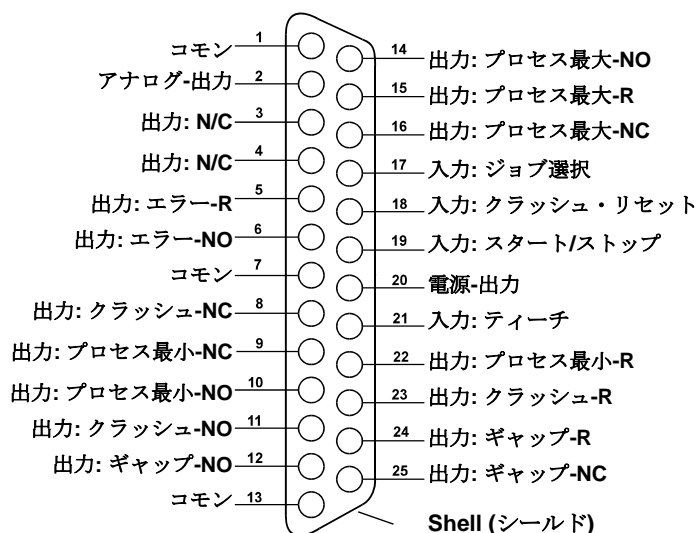 コモン 1
アナログ-出力 2
出力: N/C 3
出力: N/C 4
出力: エラー-R 5
出力: エラー-NO 6
コモン 7
出力: クラッシュ-NC 8
出力: プロセス最小-NC 9
出力: プロセス最小-NO 10
出力: クラッシュ-NO 11
出力: ギャップ-NO 12
コモン 13
14 出力: プロセス最大-NO
15 出力: プロセス最大-R
16 出力: プロセス最大-NC
17 入力: ジョブ選択
18 入力: クラッシュ・リセット
19 入力: スタート/ストップ
20 電源-出力
21 入力: ティーチ
22 出力: プロセス最小-R
23 出力: クラッシュ-R
24 出力: ギャップ-R
25 出力: ギャップ-NC
Shell (シールド)